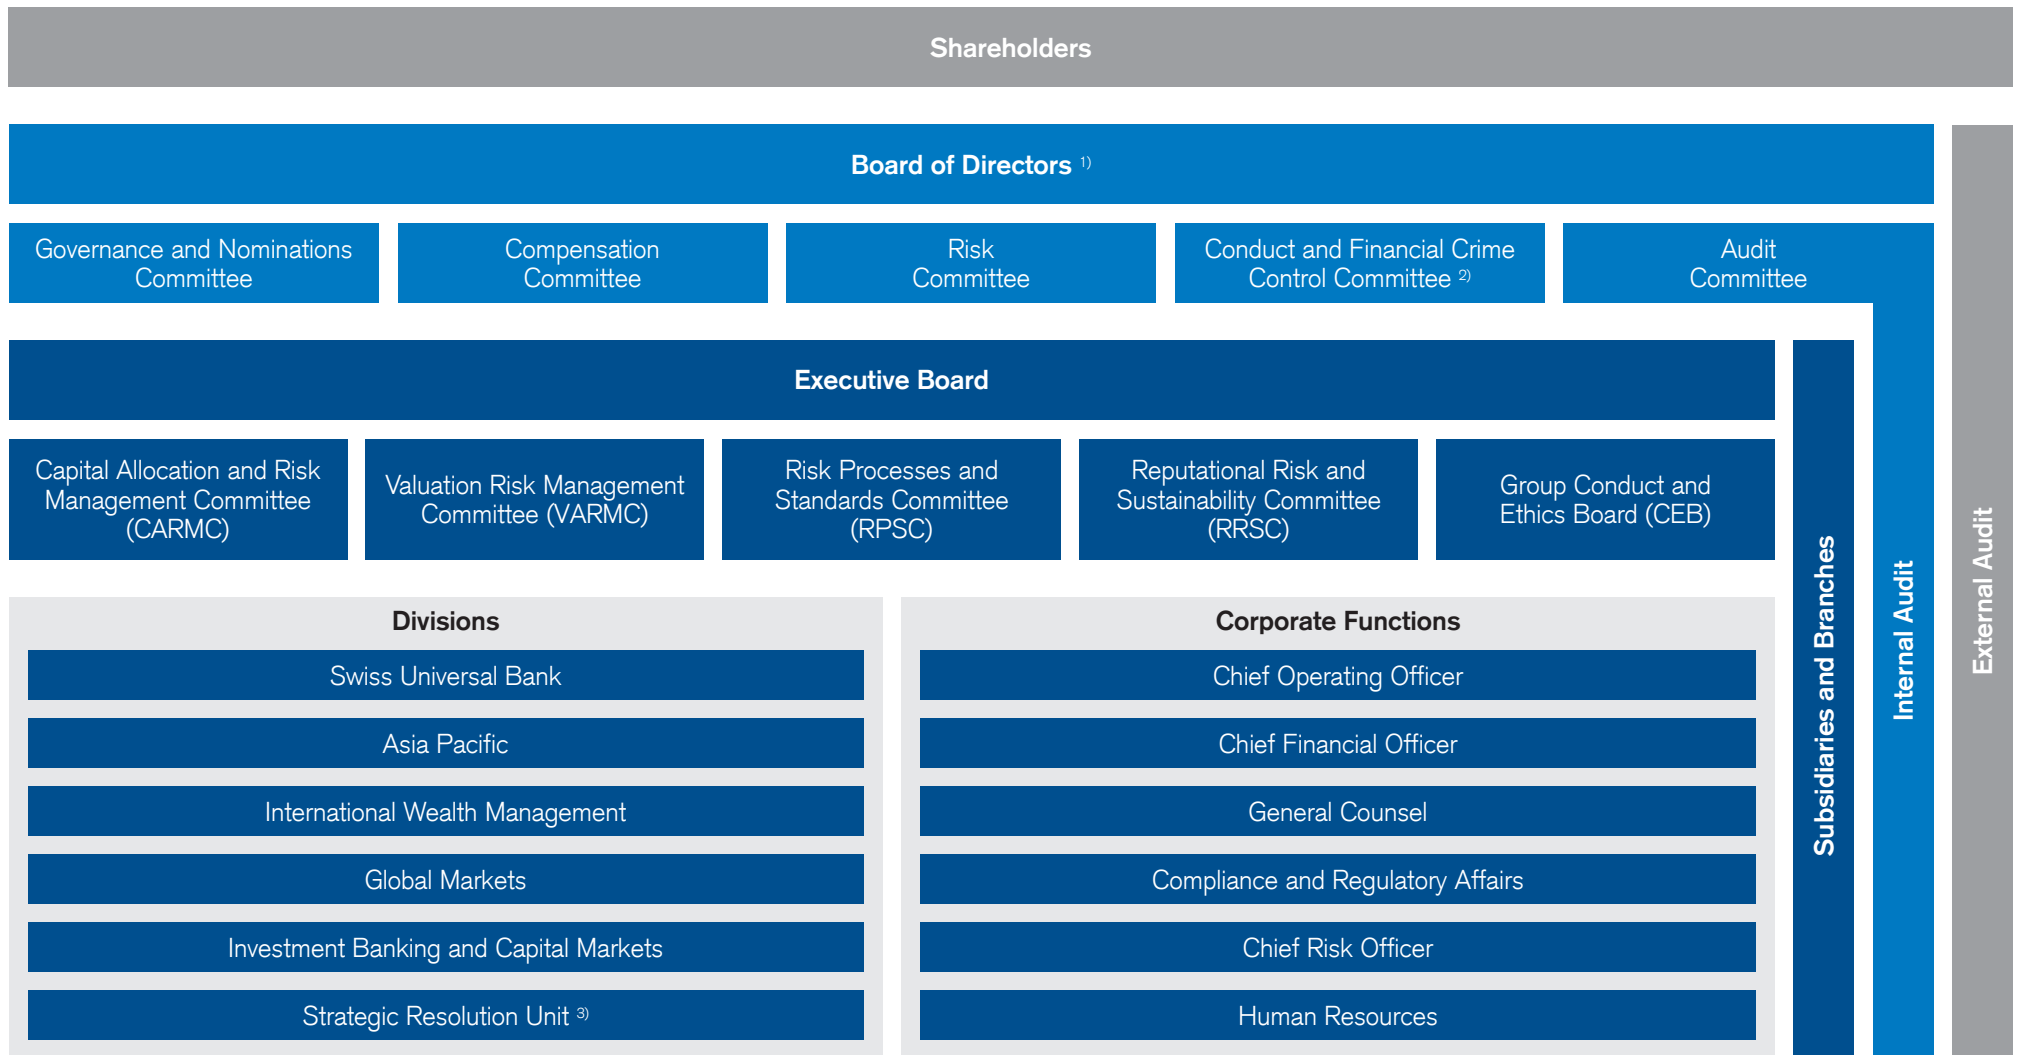 Shareholders
Board of Directors 1)
Governance and Nominations
Committee
Compensation
Committee
Risk
Committee
Conduct and Financial Crime
Control Committee 2)
Audit
Committee
Executive Board
Capital Allocation and Risk
Management Committee
(CARMC)
Valuation Risk Management
Committee (VARMC)
Risk Processes and
Standards Committee
(RPSC)
Reputational Risk and
Sustainability Committee
(RRSC)
Group Conduct and
Ethics Board (CEB)
Divisions
Swiss Universal Bank
Asia Pacific
International Wealth Management
Global Markets
Investment Banking and Capital Markets
Strategic Resolution Unit 3)
Corporate Functions
Chief Operating Officer
Chief Financial Officer
General Counsel
Compliance and Regulatory Affairs
Chief Risk Officer
Human Resources
Subsidiaries and Branches
Internal Audit
External Audit